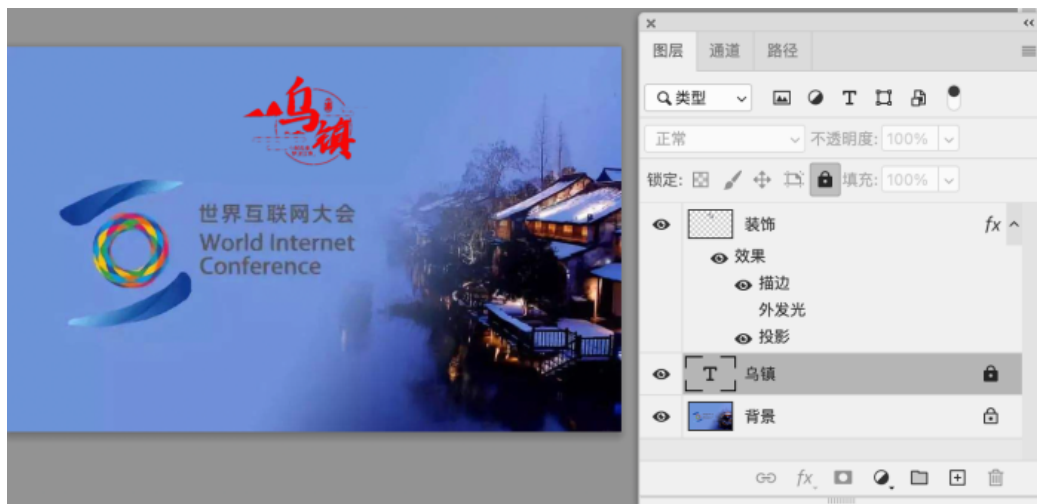 乌镇
世界互联网大会
World Internet
Conference
图层 通道 路径
类型
正常 不透明度: 100%
锁定: 填充: 100%
装饰 fx
效果
描边
外发光
投影
T 乌镇
背景
fx